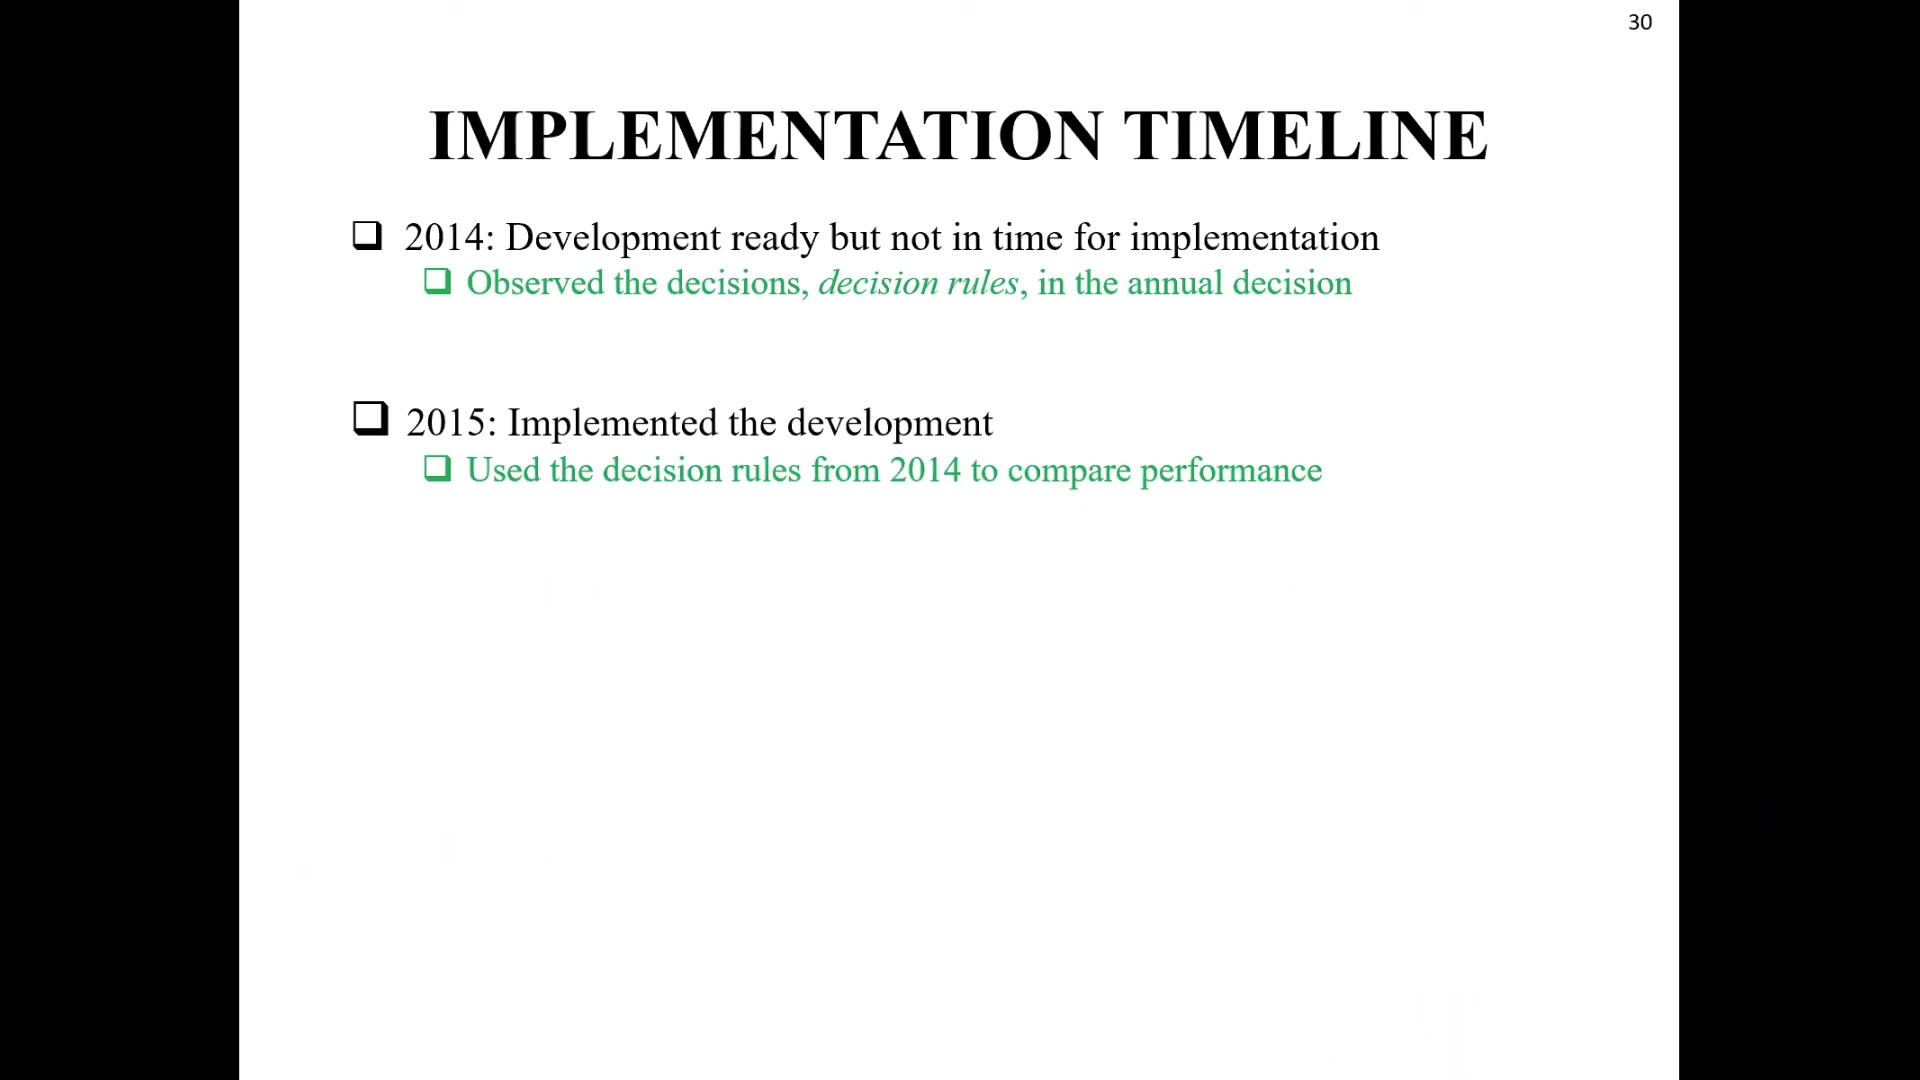 30
IMPLEMENTATION TIMELINE
2014: Development ready but not in time for implementation
Observed the decisions, decision rules, in the annual decision
2015: Implemented the development
Used the decision rules from 2014 to compare performance